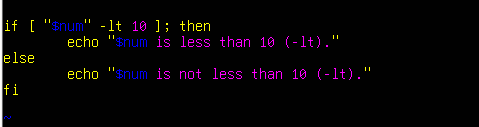 if [ "$num" -lt 10 ]; then
        echo "$num is less than 10 (-lt)."
else
        echo "$num is not less than 10 (-lt)."
fi
~